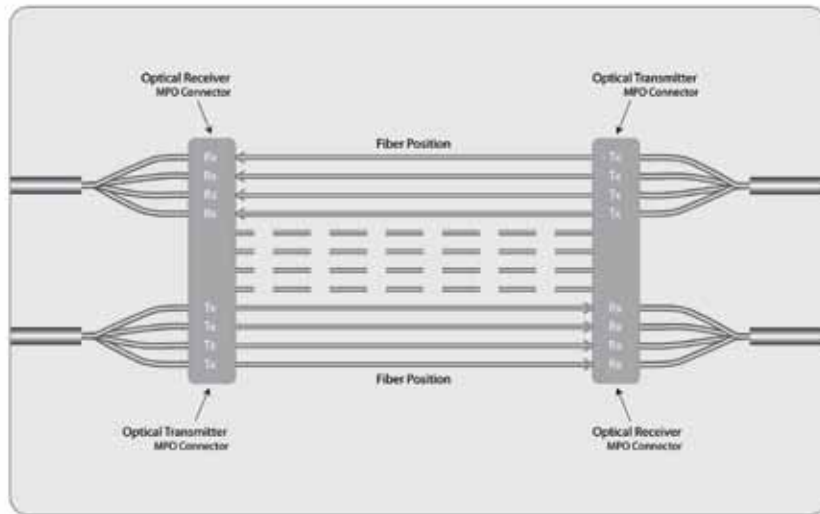 Optical Receiver
MPO Connector
Optical Transmitter
MPO Connector
Fiber Position
Rx
Rx
Rx
Rx
Tx
Tx
Tx
Tx
Tx
Tx
Tx
Tx
Rx
Rx
Rx
Rx
Fiber Position
Optical Transmitter
MPO Connector
Optical Receiver
MPO Connector